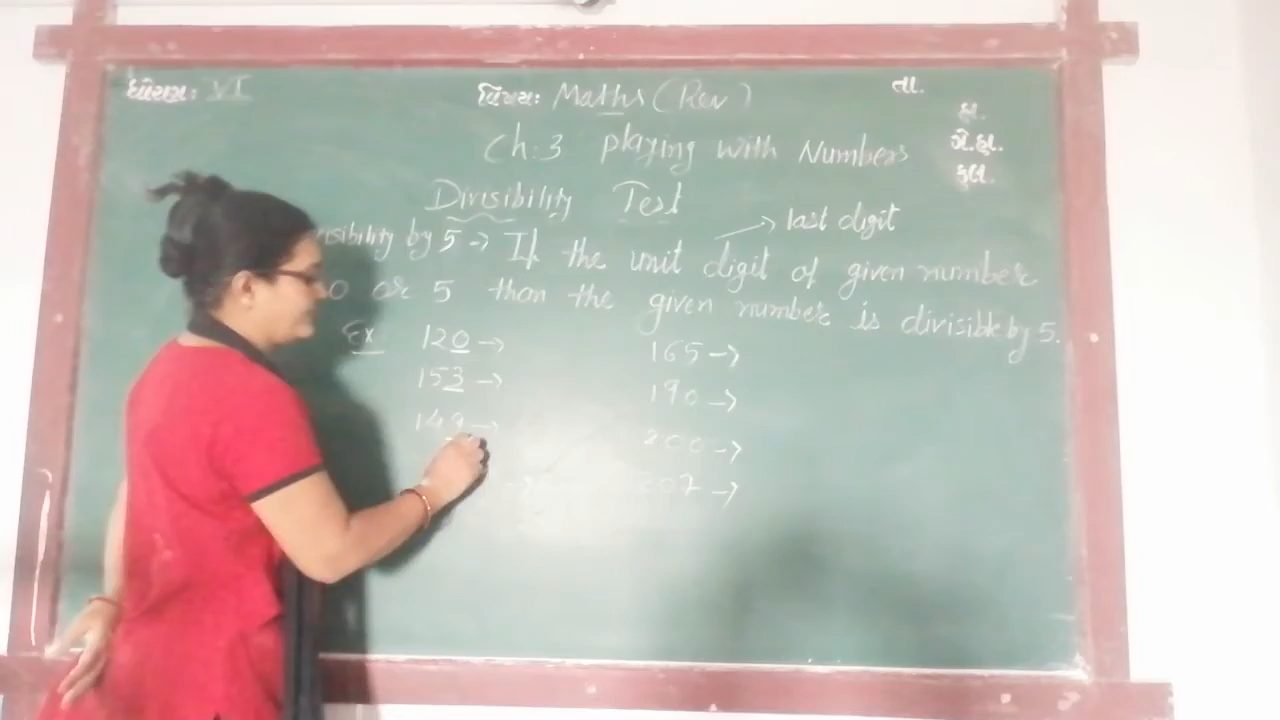 ધોરણ: VI વિષય: Maths (Rev) તા.
હા.
Ch:3 playing with Numbers ગે.હા.
કુલ.
Divisibility Test
last digit
visibility by 5 → If the unit digit of given number
0 or 5 than the given number is divisible by 5.
Ex 120 → 165 →
153 → 190 →
149 → 200 →
→ 207 →